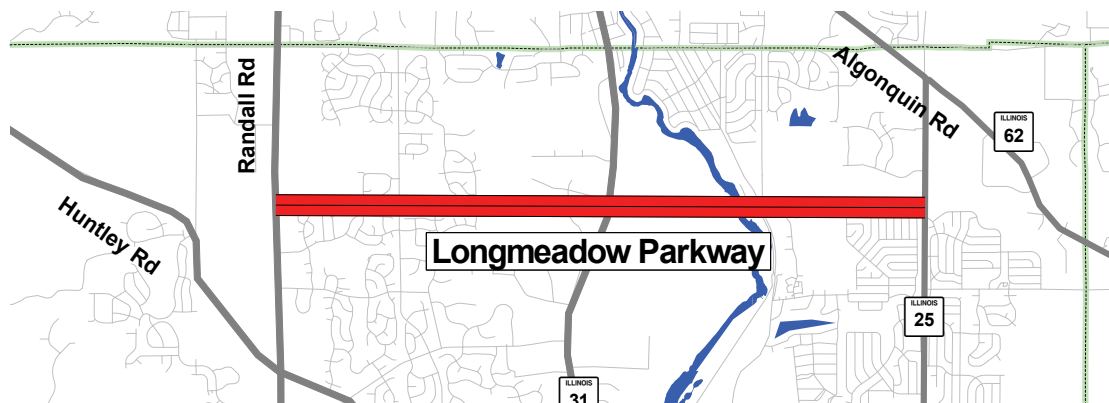 Algonquin Rd
Randall Rd
ILLINOIS
62
Huntley Rd
Longmeadow Parkway
ILLINOIS
25
ILLINOIS
31